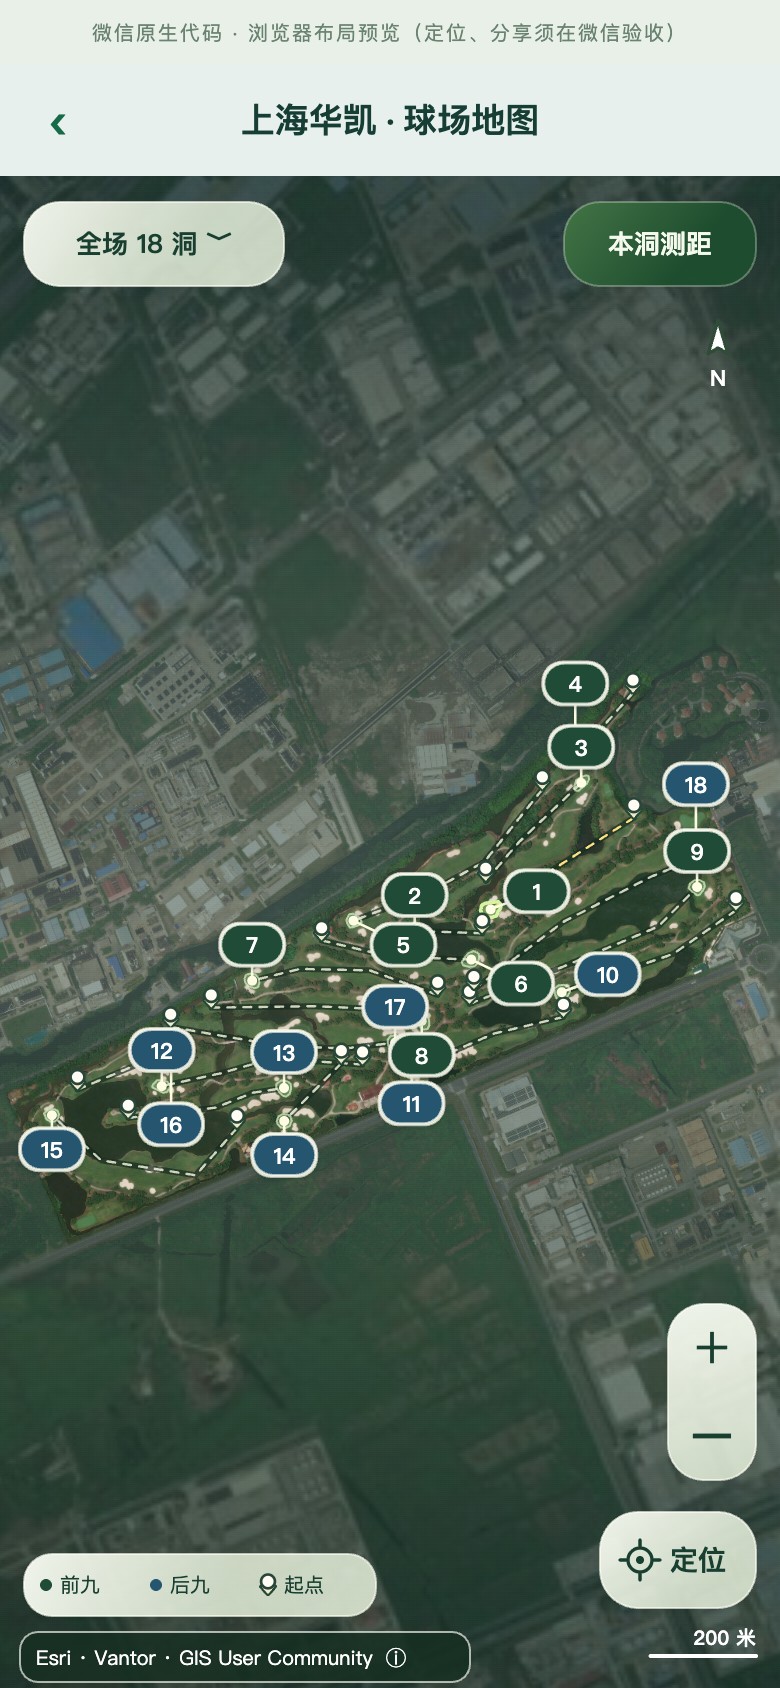 微信原生代码 · 浏览器布局预览（定位、分享须在微信验收）
‹ 上海华凯 · 球场地图
全场 18 洞 本洞测距
N
4
3
18
9
2
1
7
5
6
10
17
12
13
8
11
16
15
14
+
−
定位
前九 后九 起点
200 米
Esri · Vantor · GIS User Community ⓘ